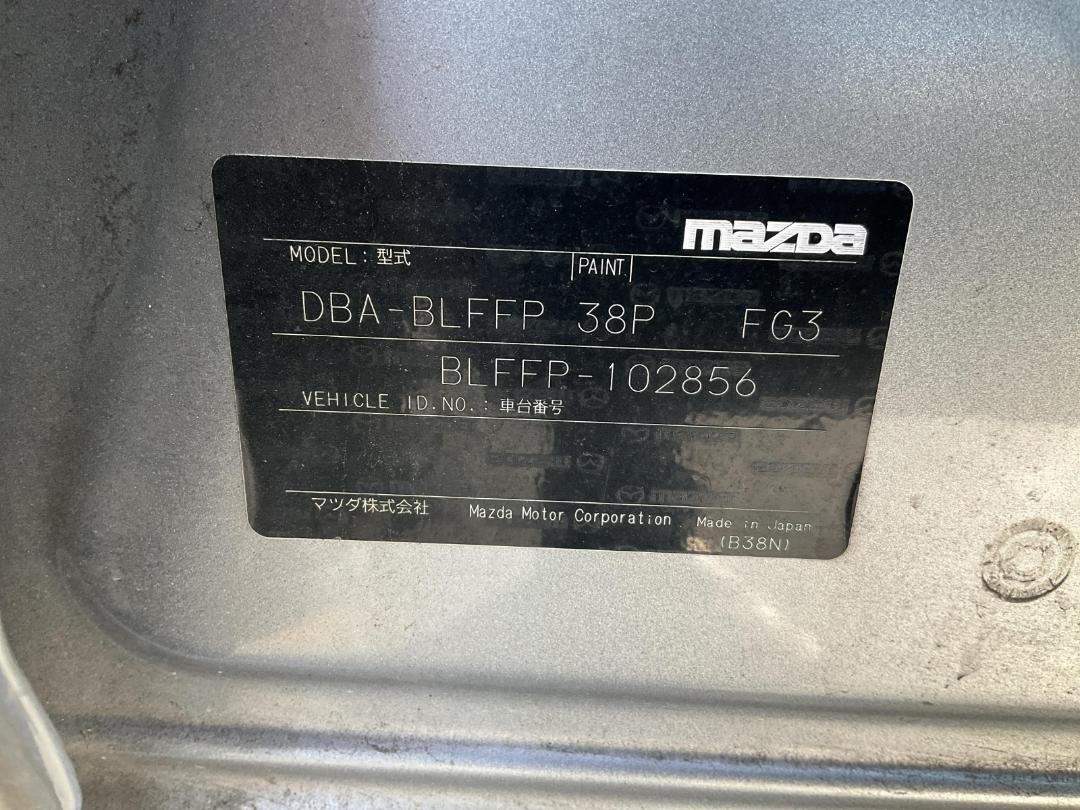 mazda
MODEL: 型式 PAINT
DBA-BLFFP 38P FG3
BLFFP-102856
VEHICLE ID.NO.: 車台番号
マツダ株式会社 Mazda Motor Corporation Made in Japan
(B38N)